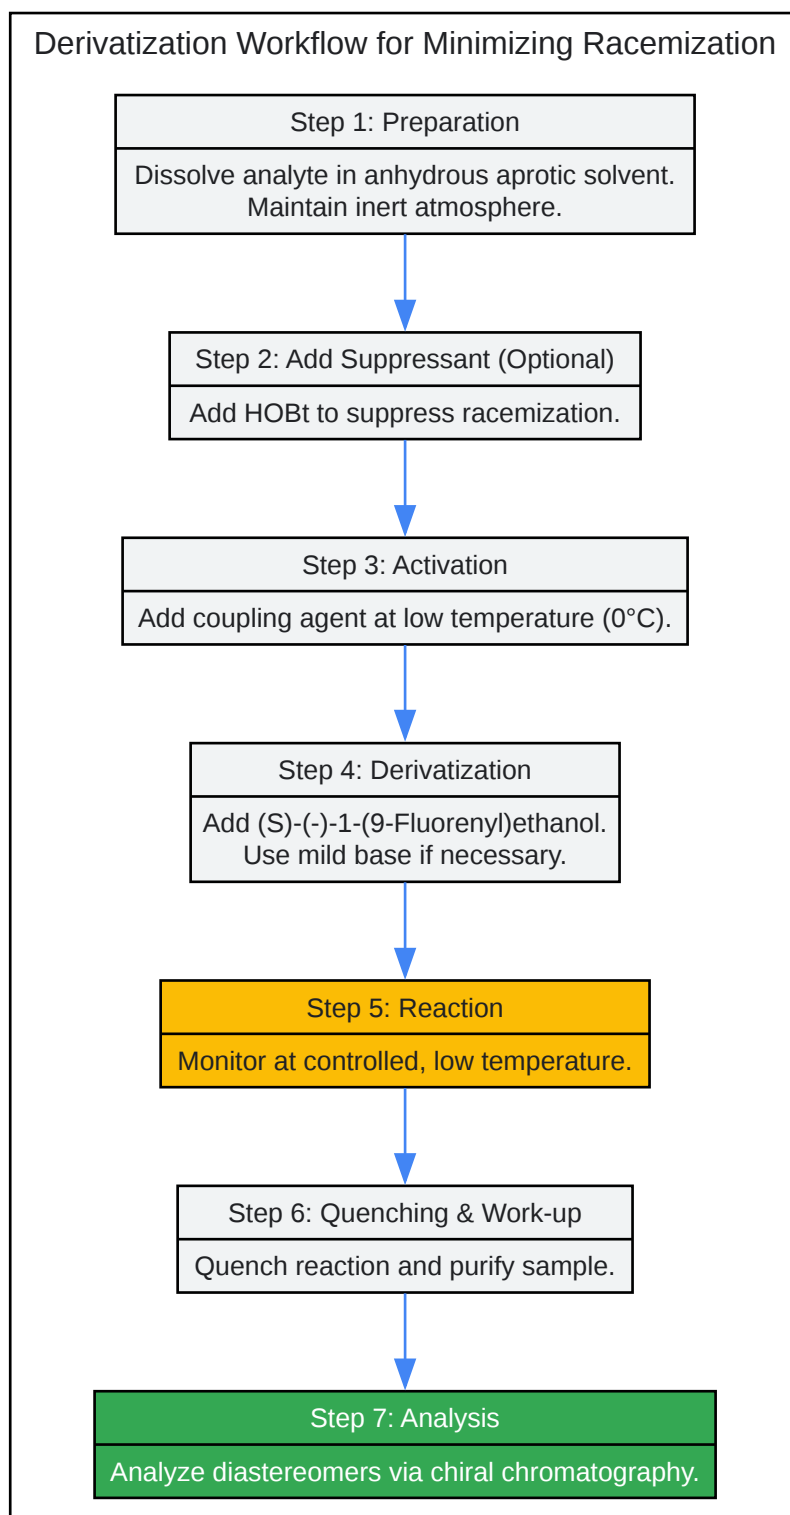 Derivatization Workflow for Minimizing Racemization
Step 1: Preparation
Dissolve analyte in anhydrous aprotic solvent.
Maintain inert atmosphere.
Step 2: Add Suppressant (Optional)
Add HOBt to suppress racemization.
Step 3: Activation
Add coupling agent at low temperature (0°C).
Step 4: Derivatization
Add (S)-(-)-1-(9-Fluorenyl)ethanol.
Use mild base if necessary.
Step 5: Reaction
Monitor at controlled, low temperature.
Step 6: Quenching & Work-up
Quench reaction and purify sample.
Step 7: Analysis
Analyze diastereomers via chiral chromatography.